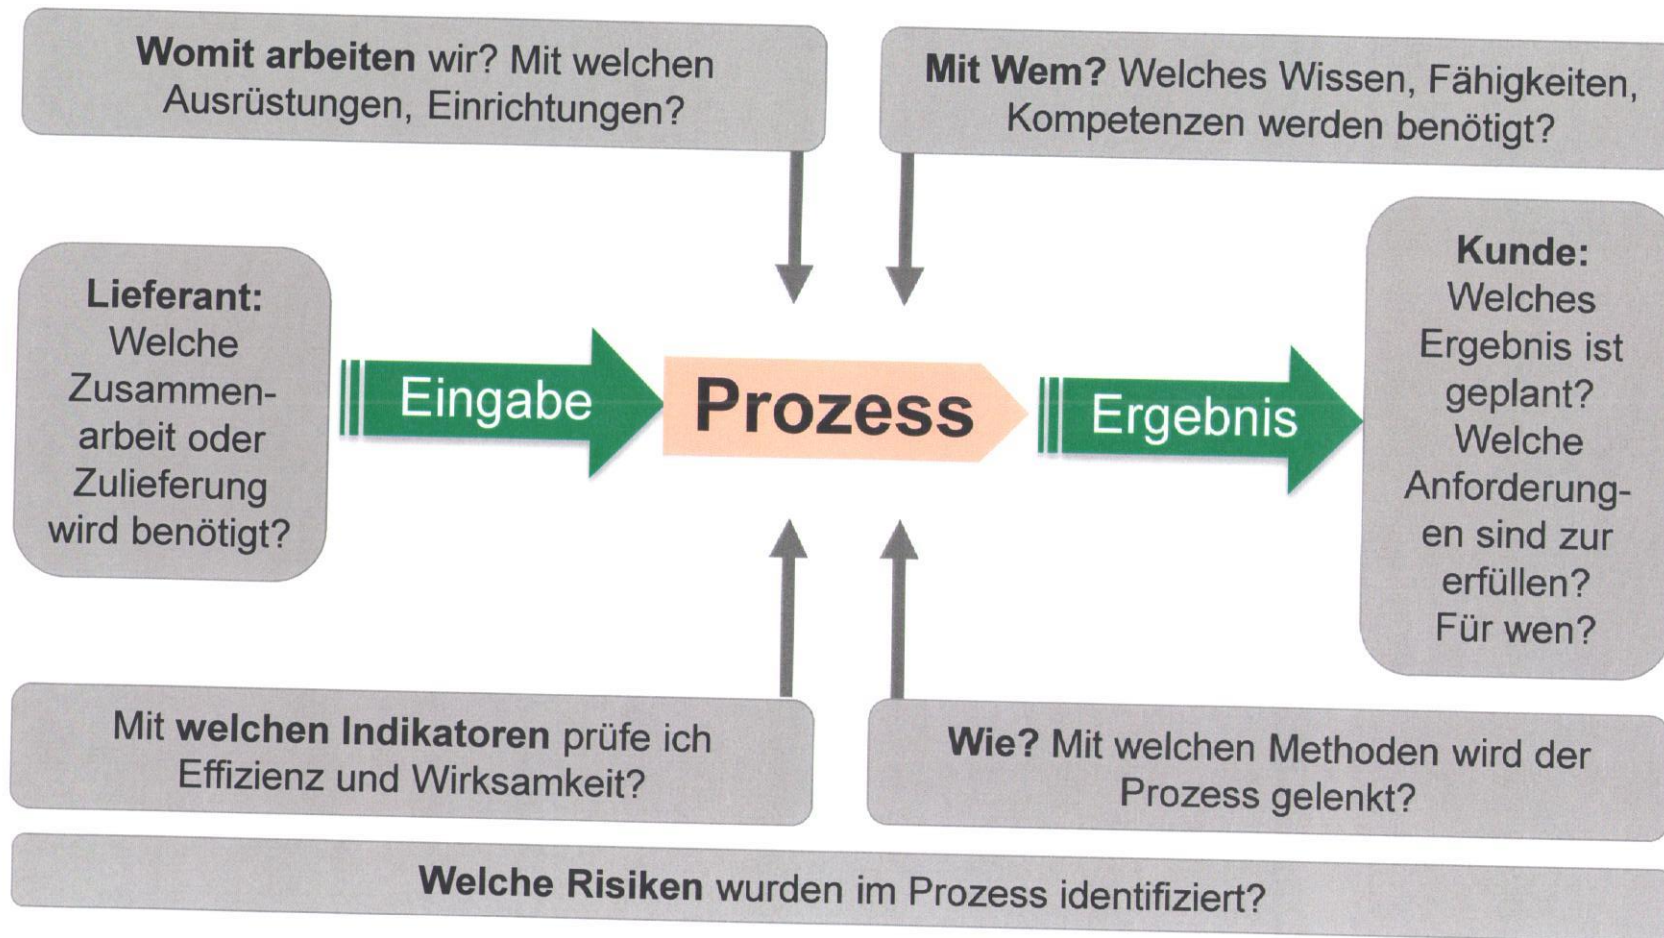 Womit arbeiten wir? Mit welchen
Ausrüstungen, Einrichtungen?
Mit Wem? Welches Wissen, Fähigkeiten,
Kompetenzen werden benötigt?
Lieferant:
Welche
Zusammen-
arbeit oder
Zulieferung
wird benötigt?
Eingabe
Prozess
Ergebnis
Kunde:
Welches
Ergebnis ist
geplant?
Welche
Anforderung-
en sind zur
erfüllen?
Für wen?
Mit welchen Indikatoren prüfe ich
Effizienz und Wirksamkeit?
Wie? Mit welchen Methoden wird der
Prozess gelenkt?
Welche Risiken wurden im Prozess identifiziert?